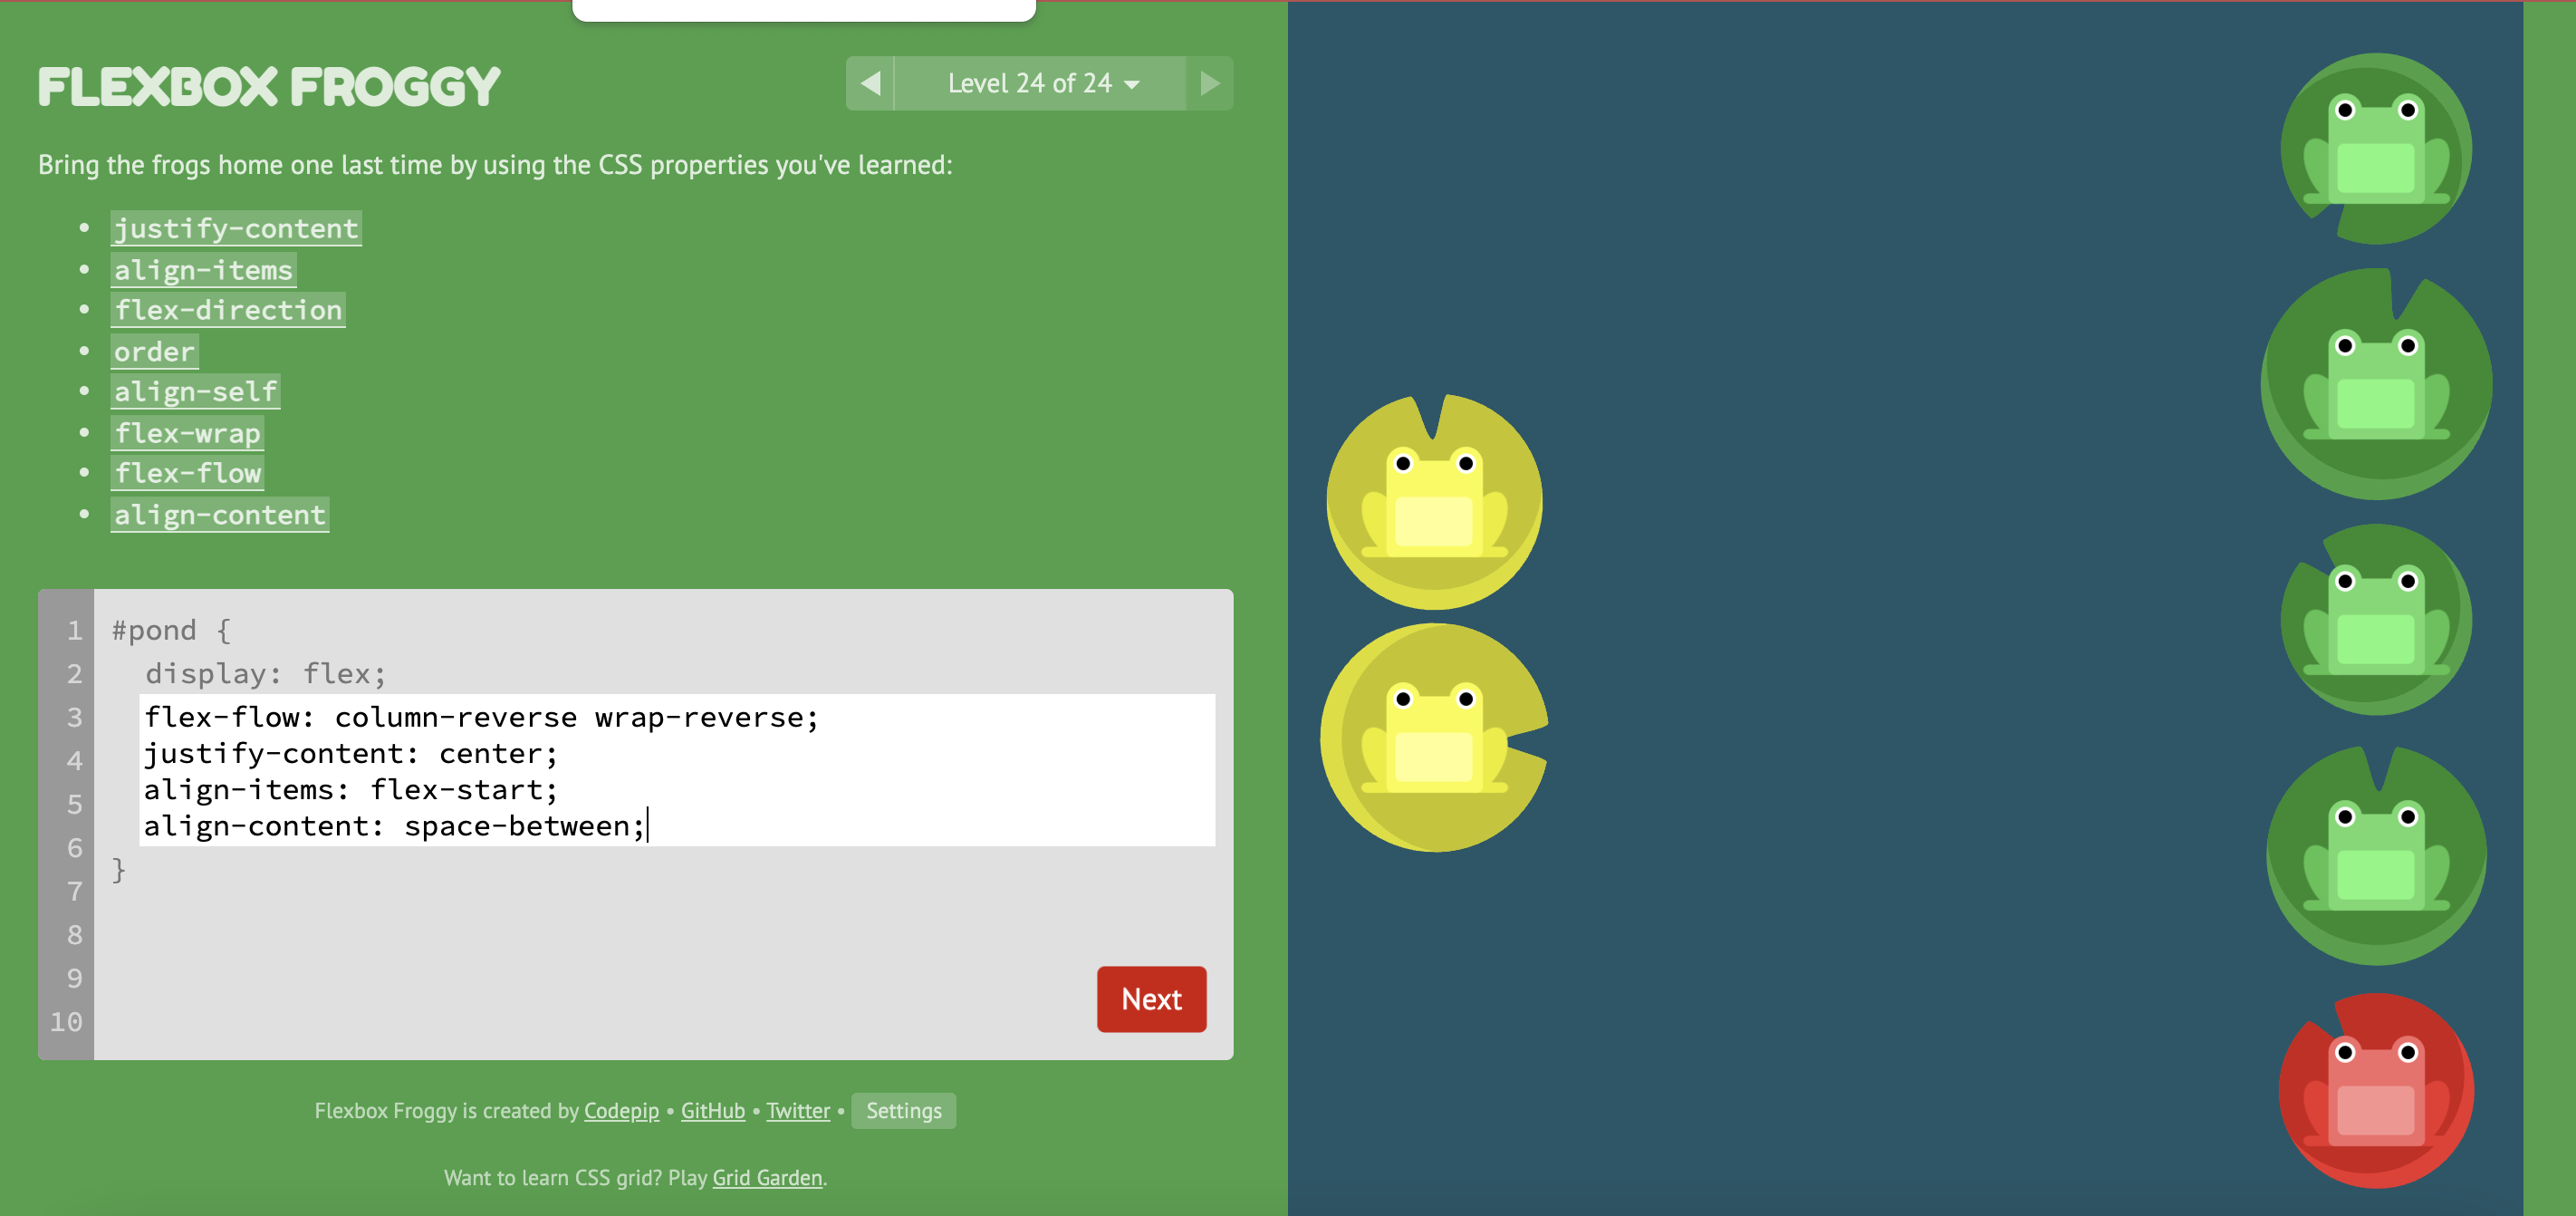 FLEXBOX FROGGY
Level 24 of 24
Bring the frogs home one last time by using the CSS properties you've learned:
• justify-content
• align-items
• flex-direction
• order
• align-self
• flex-wrap
• flex-flow
• align-content
1 #pond {
2 display: flex;
3 flex-flow: column-reverse wrap-reverse;
4 justify-content: center;
5 align-items: flex-start;
6 align-content: space-between;
7 }
8
9
10
Next
Flexbox Froggy is created by Codepip • GitHub • Twitter • Settings
Want to learn CSS grid? Play Grid Garden.